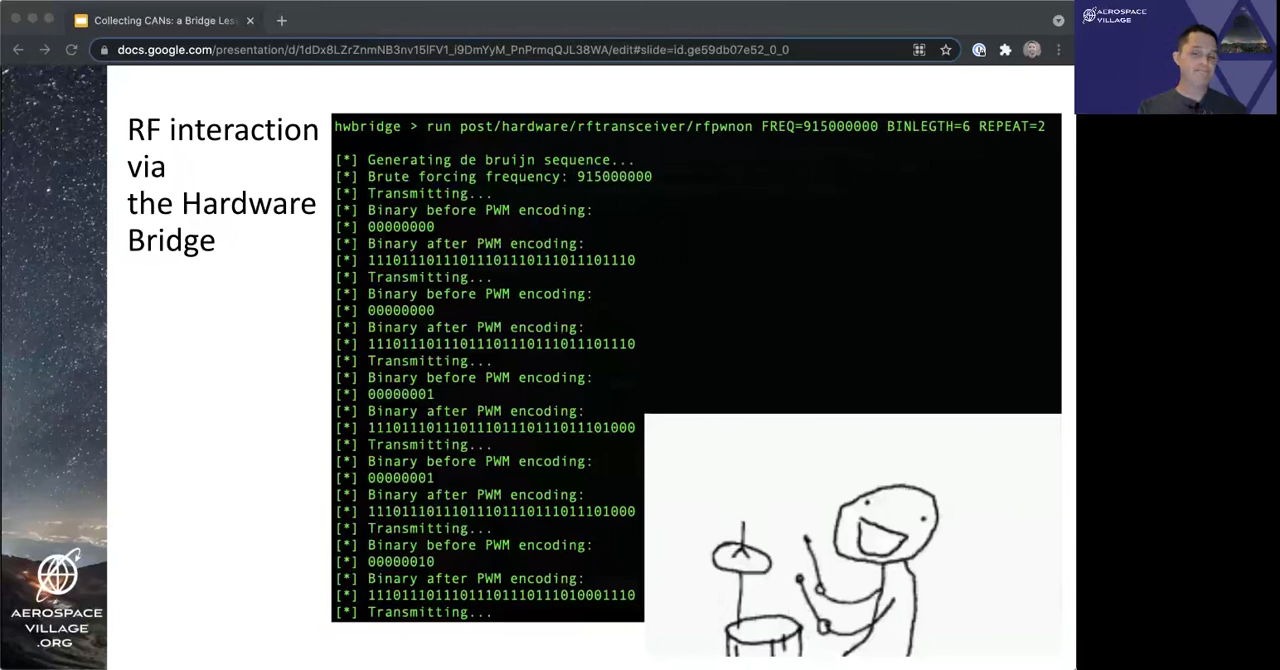 Collecting CANs: a Bridge Les
docs.google.com/presentation/d/1dDx8LZrZnmNB3nv15lFV1_i9DmYyM_PnPrmqQJL38WA/edit#slide=id.ge59db07e52_0_0
AEROSPACE
VILLAGE
RF interaction
via
the Hardware
Bridge
hwbridge > run post/hardware/rftransceiver/rfpwnon FREQ=915000000 BINLEGTH=6 REPEAT=2
[*] Generating de bruijn sequence...
[*] Brute forcing frequency: 915000000
[*] Transmitting...
[*] Binary before PWM encoding:
[*] 00000000
[*] Binary after PWM encoding:
[*] 11101110111011101110111011101110
[*] Transmitting...
[*] Binary before PWM encoding:
[*] 00000000
[*] Binary after PWM encoding:
[*] 11101110111011101110111011101110
[*] Transmitting...
[*] Binary before PWM encoding:
[*] 00000001
[*] Binary after PWM encoding:
[*] 11101110111011101110111011101000
[*] Transmitting...
[*] Binary before PWM encoding:
[*] 00000001
[*] Binary after PWM encoding:
[*] 11101110111011101110111011101000
[*] Transmitting...
[*] Binary before PWM encoding:
[*] 00000010
[*] Binary after PWM encoding:
[*] 11101110111011101110111010001110
[*] Transmitting...
AEROSPACE
VILLAGE
.ORG